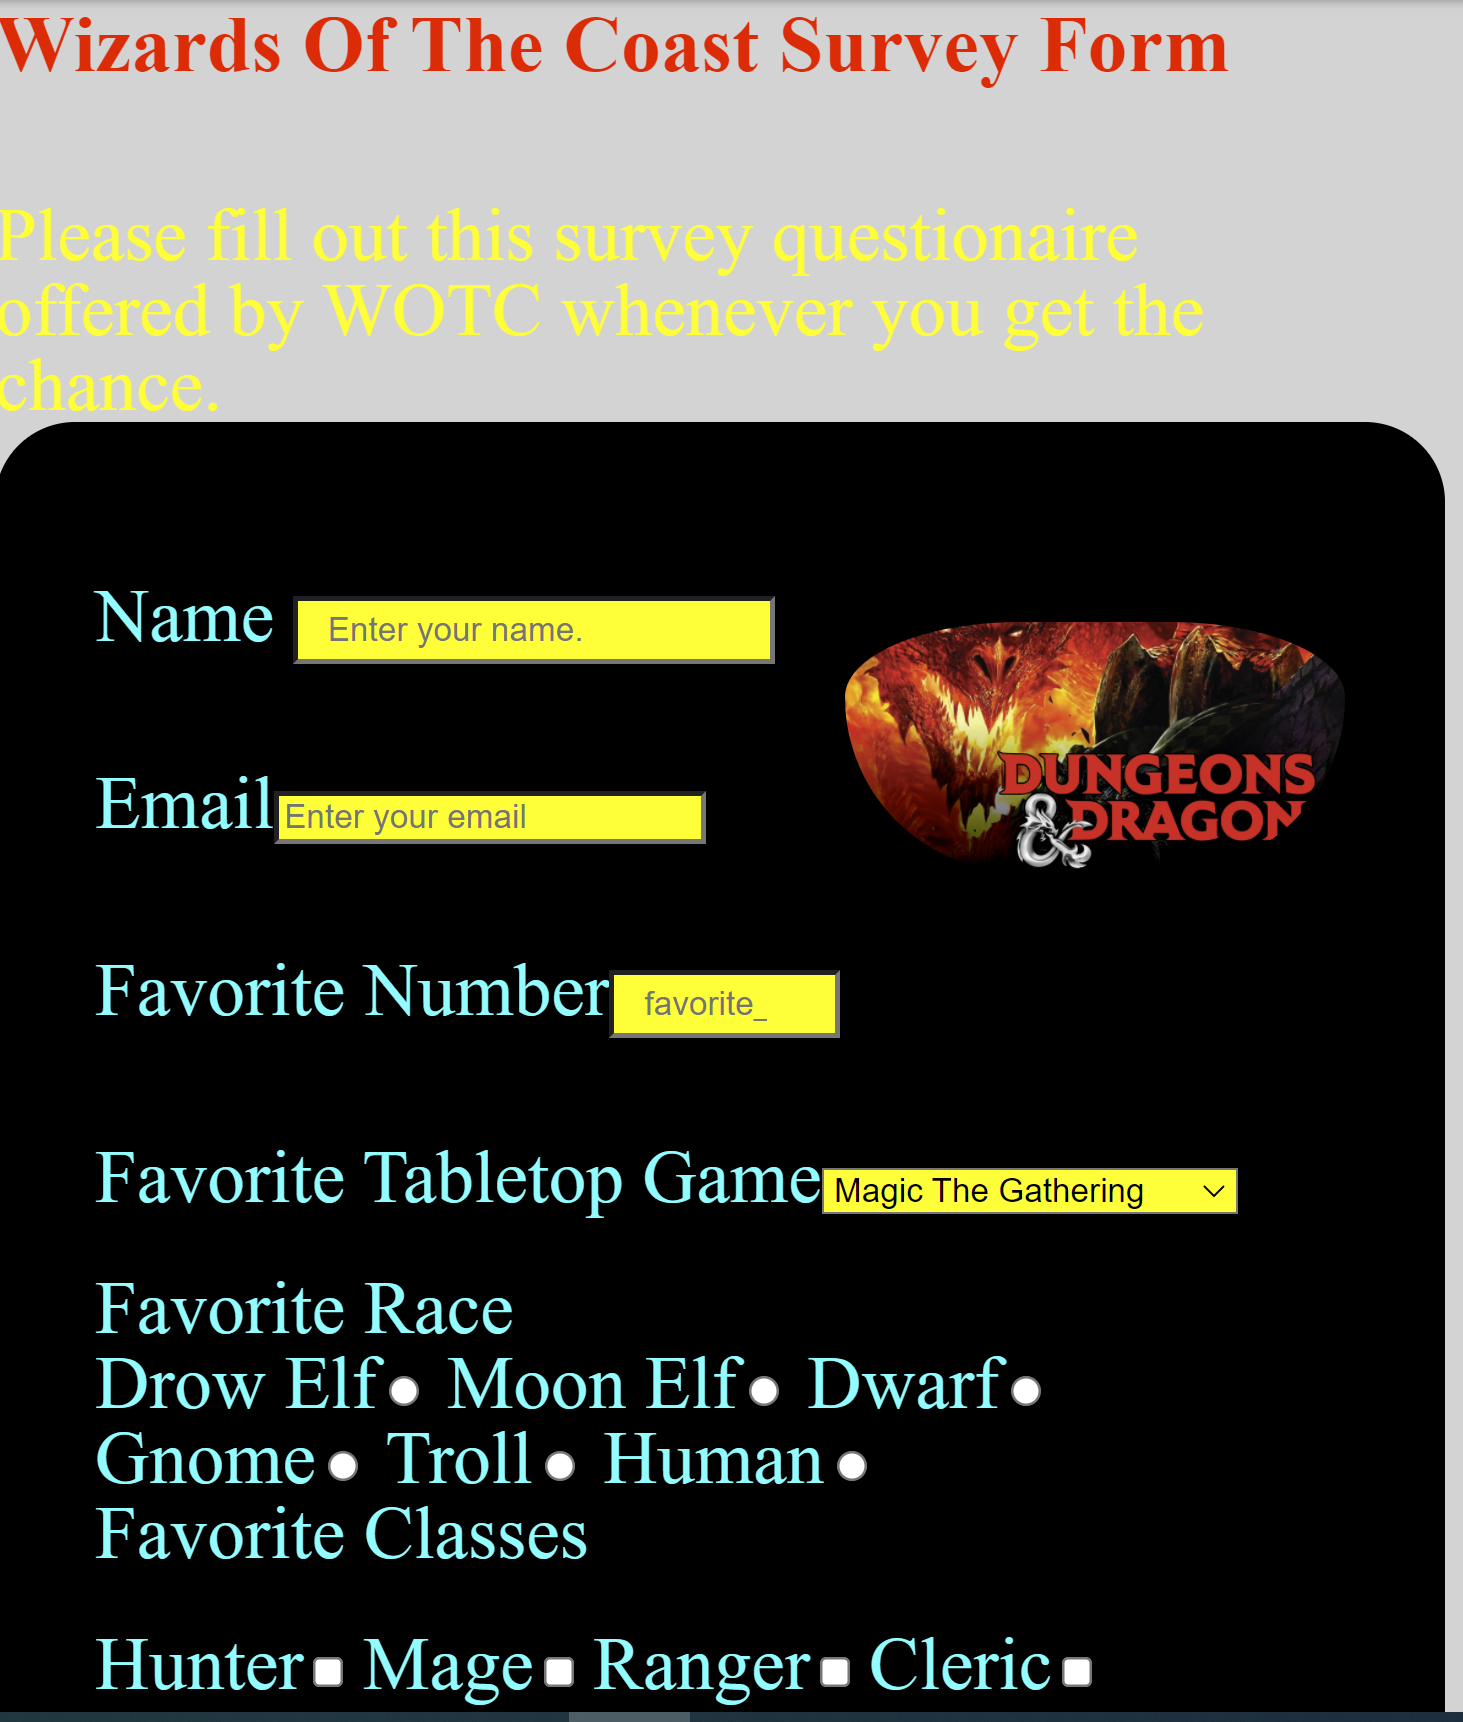 Wizards Of The Coast Survey Form
Please fill out this survey questionaire
offered by WOTC whenever you get the
chance.
Name Enter your name.
DUNGEONS
& DRAGON
Email Enter your email
Favorite Number favorite_
Favorite Tabletop Game Magic The Gathering
Favorite Race
Drow Elf Moon Elf Dwarf
Gnome Troll Human
Favorite Classes
Hunter Mage Ranger Cleric